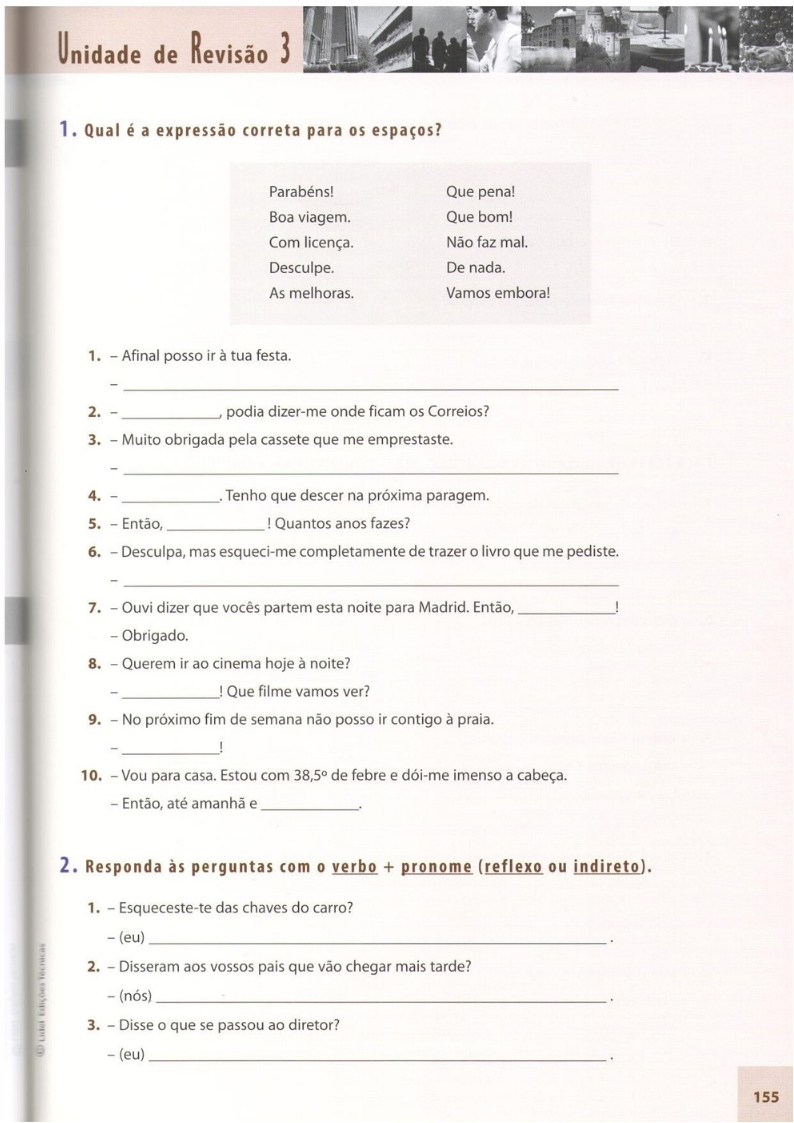 Unidade de Revisão 3
1. Qual é a expressão correta para os espaços?
Parabéns! Que pena!
Boa viagem. Que bom!
Com licença. Não faz mal.
Desculpe. De nada.
As melhoras. Vamos embora!
1. – Afinal posso ir à tua festa.
– ____________
2. – ____________, podia dizer-me onde ficam os Correios?
3. – Muito obrigada pela cassete que me emprestaste.
– ____________
4. – ____________. Tenho que descer na próxima paragem.
5. – Então, ____________! Quantos anos fazes?
6. – Desculpa, mas esqueci-me completamente de trazer o livro que me pediste.
– ____________
7. – Ouvi dizer que vocês partem esta noite para Madrid. Então, ____________!
– Obrigado.
8. – Querem ir ao cinema hoje à noite?
– ____________! Que filme vamos ver?
9. – No próximo fim de semana não posso ir contigo à praia.
– ____________!
10. – Vou para casa. Estou com 38,5º de febre e dói-me imenso a cabeça.
– Então, até amanhã e ____________.
2. Responda às perguntas com o verbo + pronome (reflexo ou indireto).
1. – Esqueceste-te das chaves do carro?
– (eu) ____________.
2. – Disseram aos vossos pais que vão chegar mais tarde?
– (nós) ____________.
3. – Disse o que se passou ao diretor?
– (eu) ____________.
© Lidel Edições Técnicas
155